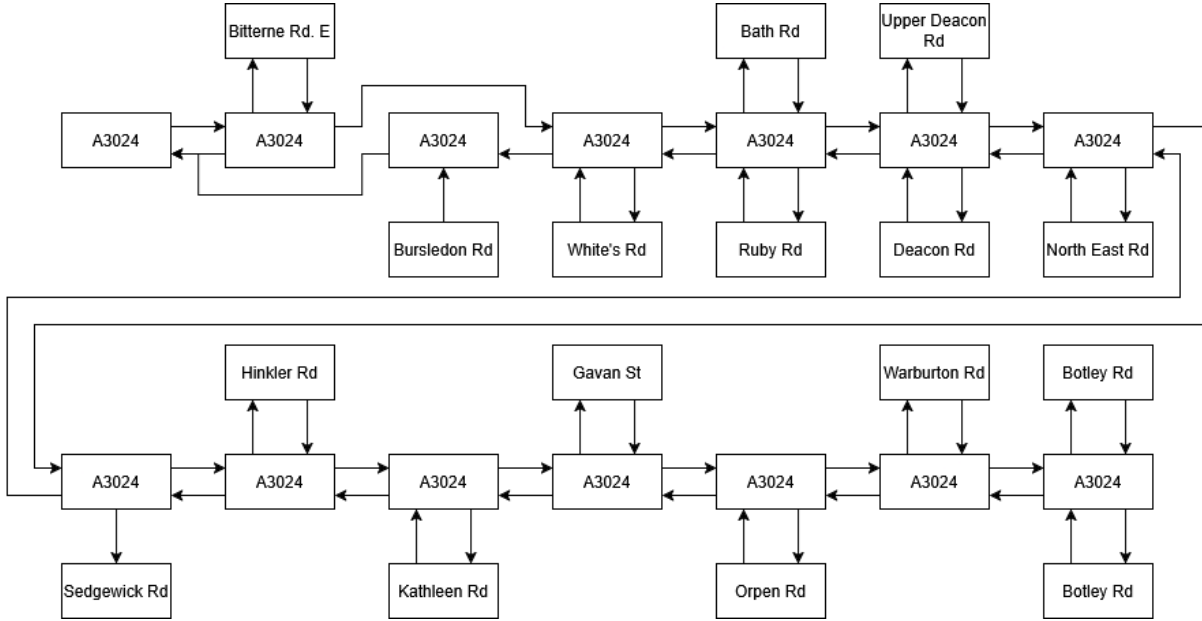 Bitterne Rd. E
Bath Rd
Upper Deacon
Rd
A3024
A3024
A3024
A3024
A3024
A3024
A3024
Bursledon Rd
White's Rd
Ruby Rd
Deacon Rd
North East Rd
Hinkler Rd
Gavan St
Warburton Rd
Botley Rd
A3024
A3024
A3024
A3024
A3024
A3024
A3024
Sedgewick Rd
Kathleen Rd
Orpen Rd
Botley Rd